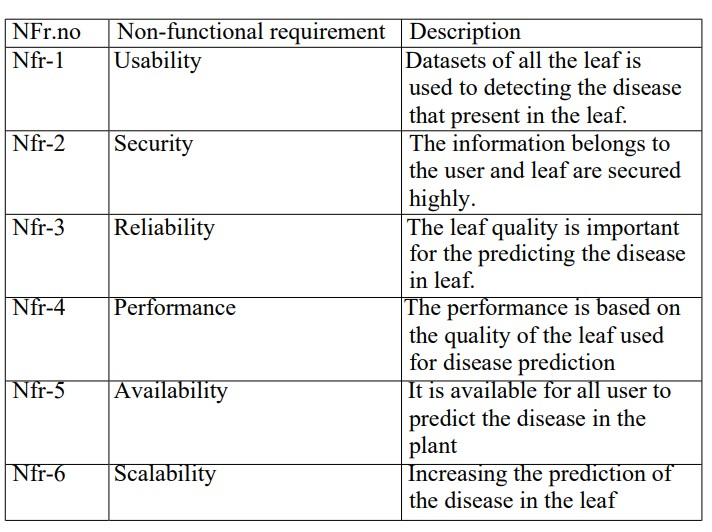 NFr.no Non-functional requirement Description
Nfr-1 Usability Datasets of all the leaf is
used to detecting the disease
that present in the leaf.
Nfr-2 Security The information belongs to
the user and leaf are secured
highly.
Nfr-3 Reliability The leaf quality is important
for the predicting the disease
in leaf.
Nfr-4 Performance The performance is based on
the quality of the leaf used
for disease prediction
Nfr-5 Availability It is available for all user to
predict the disease in the
plant
Nfr-6 Scalability Increasing the prediction of
the disease in the leaf